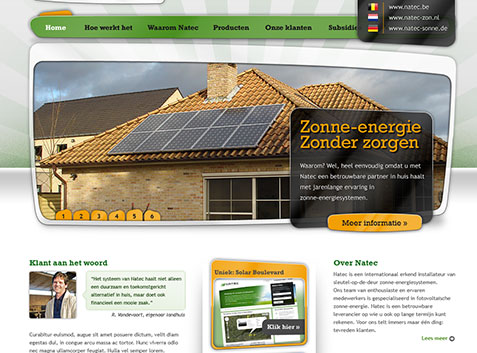 www.natec.be
www.natec-zon.nl
www.natec-sonne.de
Home Hoe werkt het Waarom Natec Producten Onze klanten Subsidies
Zonne-energie
Zonder zorgen
Waarom? Wel, heel eenvoudig omdat u met
Natec een betrouwbare partner in huis haalt
met jarenlange ervaring in
zonne-energiesystemen.
Meer informatie »
1 2 3 4 5 6
Klant aan het woord
"Het systeem van Natec haalt niet alleen
een duurzaam en toekomstgericht
alternatief in huis, maar doet ook
financieel een mooie zaak."
R. Vandervoort, eigenaar zonnhuis
Curabitur euismod, augue sit amet posuere dictum, velit diam
egestas dui, in congue arcu massa ac tortor. Nunc viverra odio
nec magna ullamcorper feugiat. Nulla vel semper lorem.
Uniek: Solar Boulevard
Klik hier »
Over Natec
Natec is een internationaal erkend installateur van
sleutel-op-de-deur zonne-energiesystemen.
Ons team van enthousiaste en ervaren
medewerkers is gespecialiseerd in fotovoltaïsche
zonne-energie. Natec is een betrouwbare
leverancier op wie u ook op lange termijn kunt
rekenen. Voor ons telt immers maar één ding:
tevreden klanten.
Lees meer